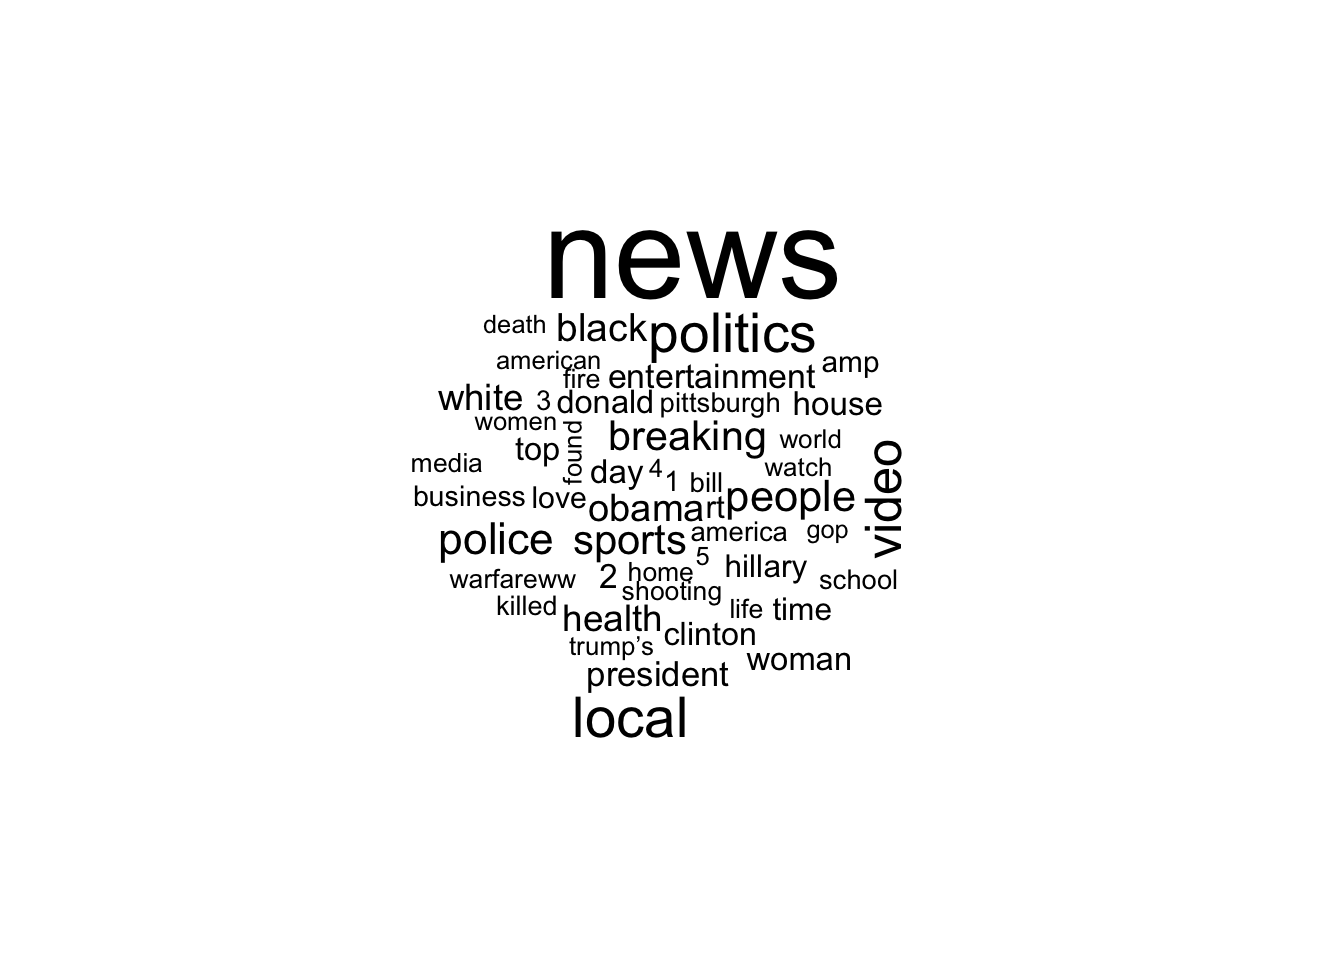 news
death black politics
american amp
fire entertainment
white 3 donald pittsburgh house
women found
top breaking world
media day 4 1 bill watch
business love obama rt people video
police sports america gop
5
warfareww 2 home hillary school
shooting
killed health life time
trump’s clinton
president woman
local